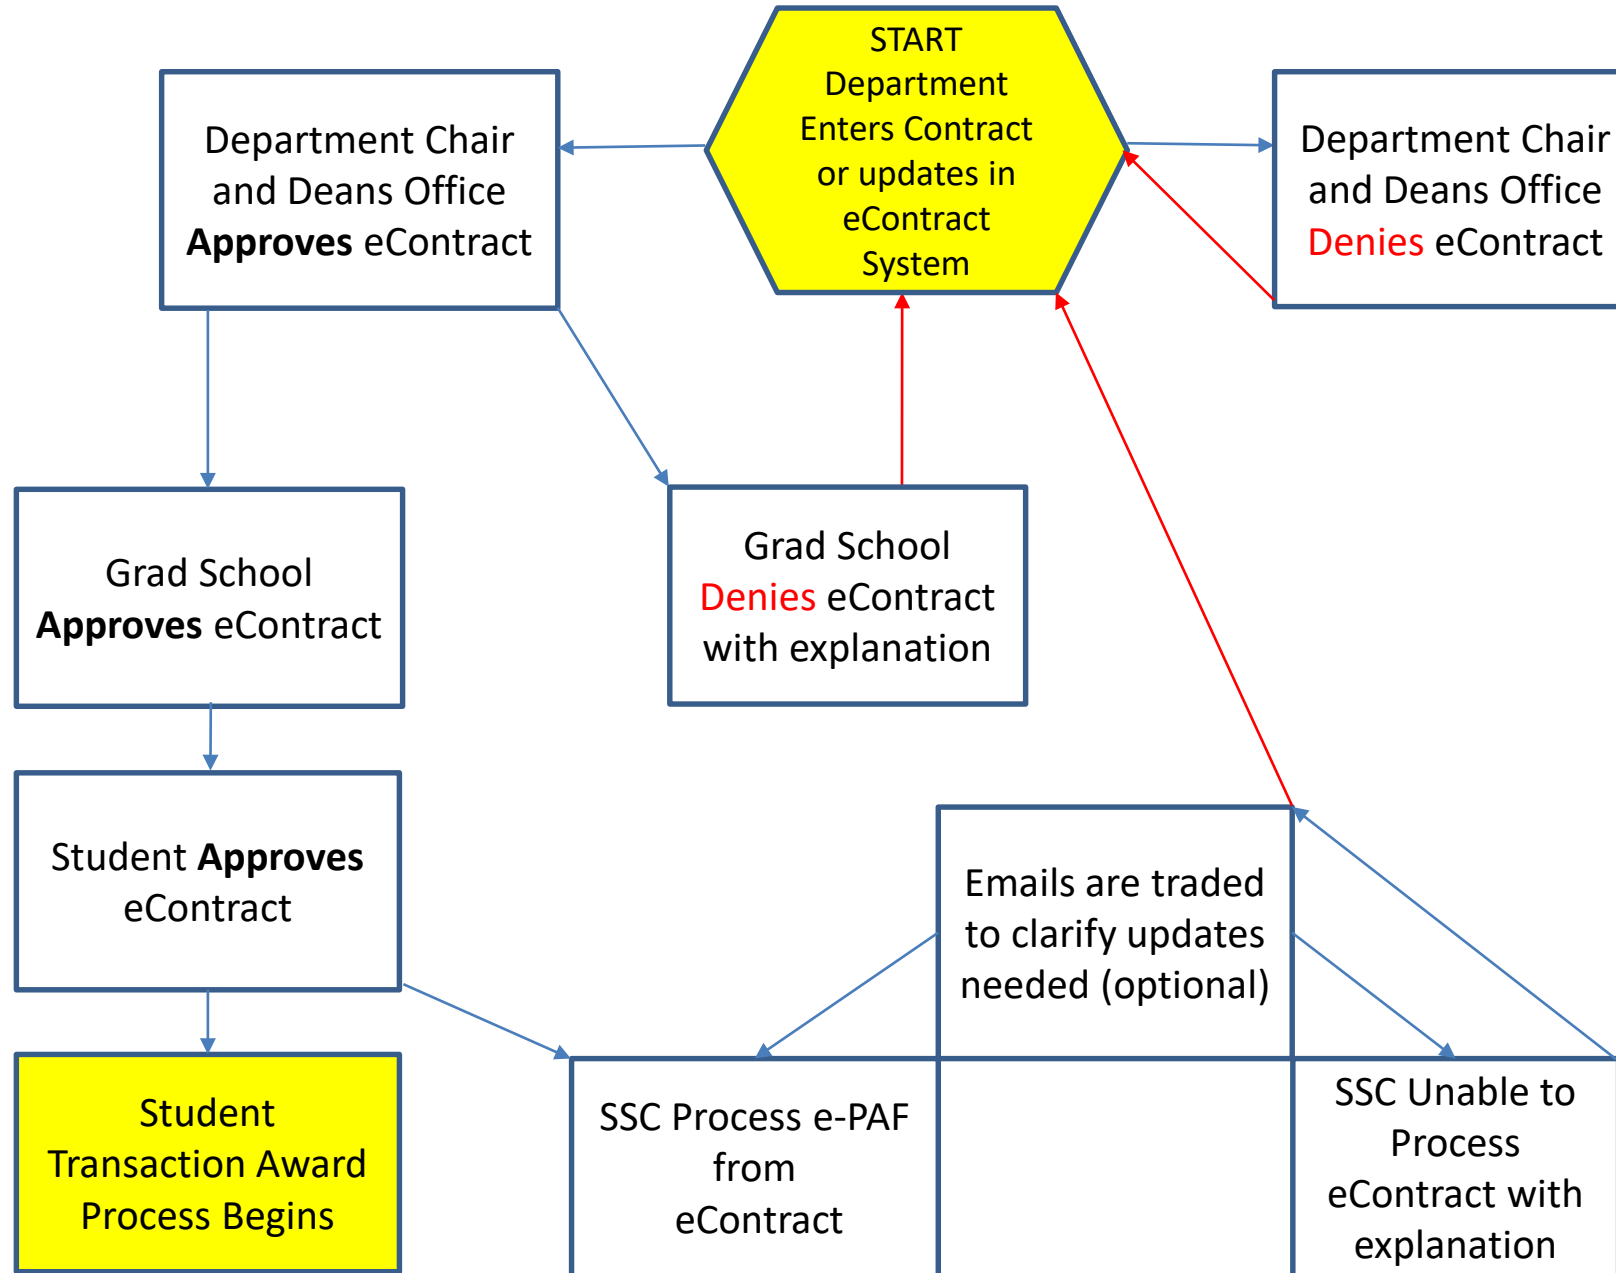 START
Department
Enters Contract
or updates in
eContract
System
Department Chair
and Deans Office
Approves eContract
Department Chair
and Deans Office
Denies eContract
Grad School
Approves eContract
Grad School
Denies eContract
with explanation
Student Approves
eContract
Emails are traded
to clarify updates
needed (optional)
Student
Transaction Award
Process Begins
SSC Process e-PAF
from
eContract
SSC Unable to
Process
eContract with
explanation